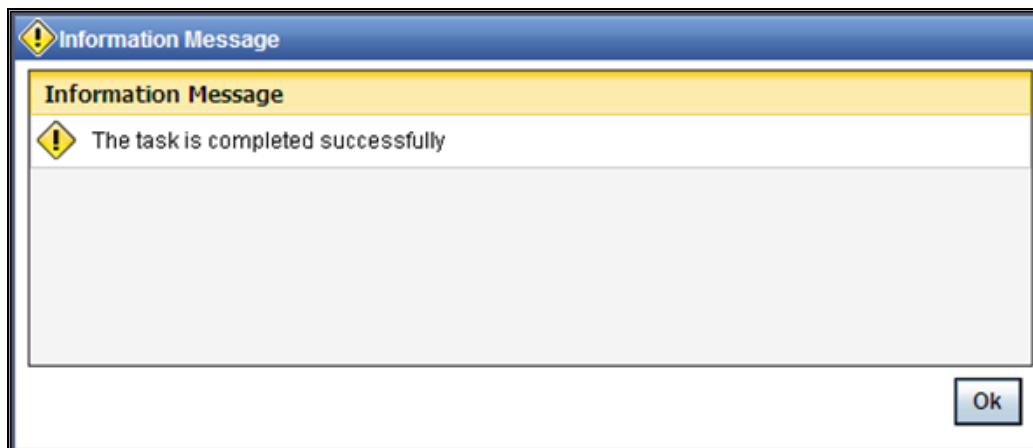 Information Message
Information Message
The task is completed successfully
Ok